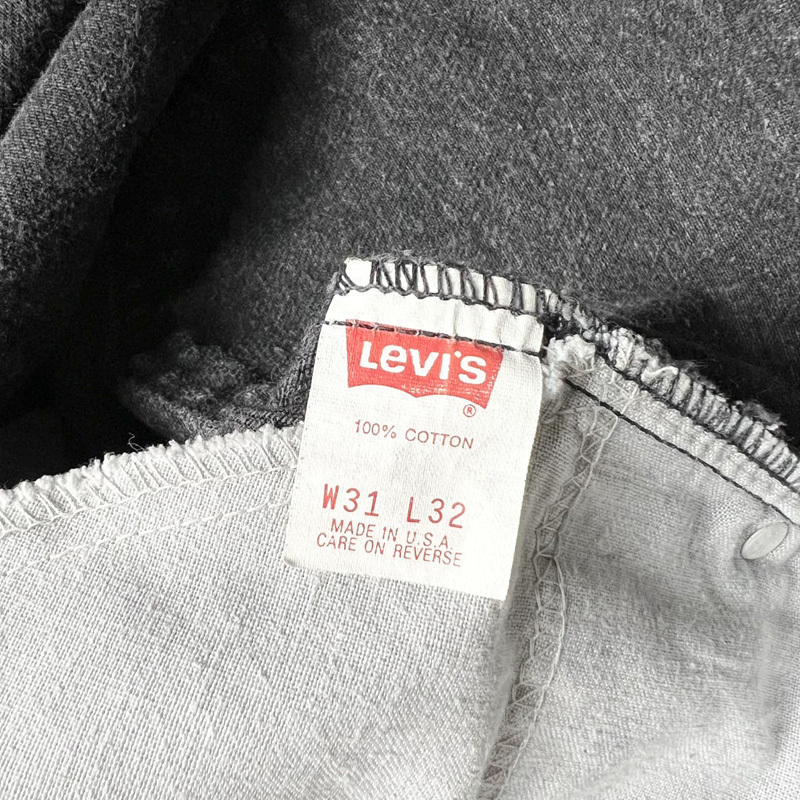 Levi's
®
100% COTTON
W31 L32
MADE IN U.S.A.
CARE ON REVERSE